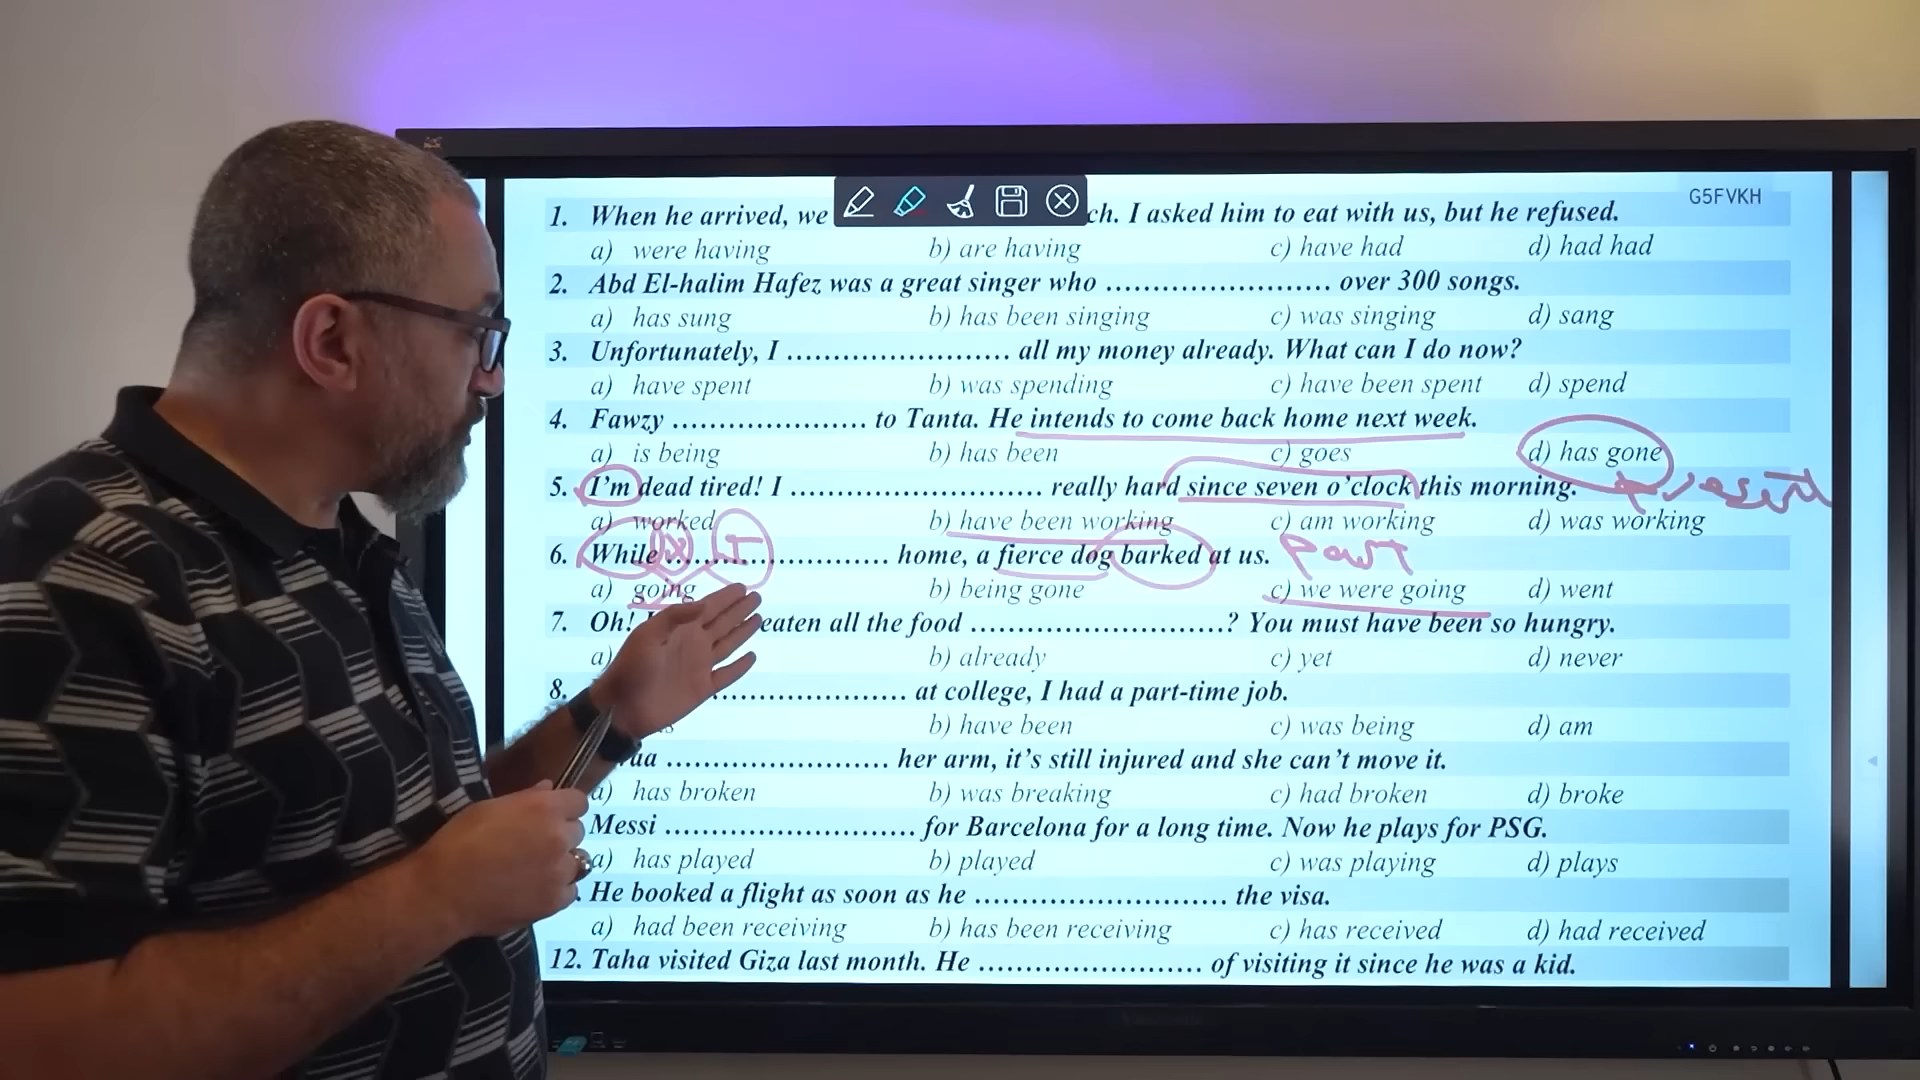 G5FVKH
1. When he arrived, we ch. I asked him to eat with us, but he refused.
a) were having b) are having c) have had d) had had
2. Abd El-halim Hafez was a great singer who ........................ over 300 songs.
a) has sung b) has been singing c) was singing d) sang
3. Unfortunately, I ........................ all my money already. What can I do now?
a) have spent b) was spending c) have been spent d) spend
4. Fawzy ..................... to Tanta. He intends to come back home next week.
a) is being b) has been c) goes d) has gone
5. I'm dead tired! I ........................... really hard since seven o'clock this morning.
present
a) worked b) have been working c) am working d) was working
6. While ........................ home, a fierce dog barked at us. past
a) going b) being gone c) we were going d) went
7. Oh! eaten all the food ...........................? You must have been so hungry.
a) b) already c) yet d) never
8. ..................... at college, I had a part-time job.
b) have been c) was being d) am
........................ her arm, it's still injured and she can't move it.
a) has broken b) was breaking c) had broken d) broke
Messi ........................... for Barcelona for a long time. Now he plays for PSG.
a) has played b) played c) was playing d) plays
. He booked a flight as soon as he ........................... the visa.
a) had been receiving b) has been receiving c) has received d) had received
12. Taha visited Giza last month. He ........................ of visiting it since he was a kid.